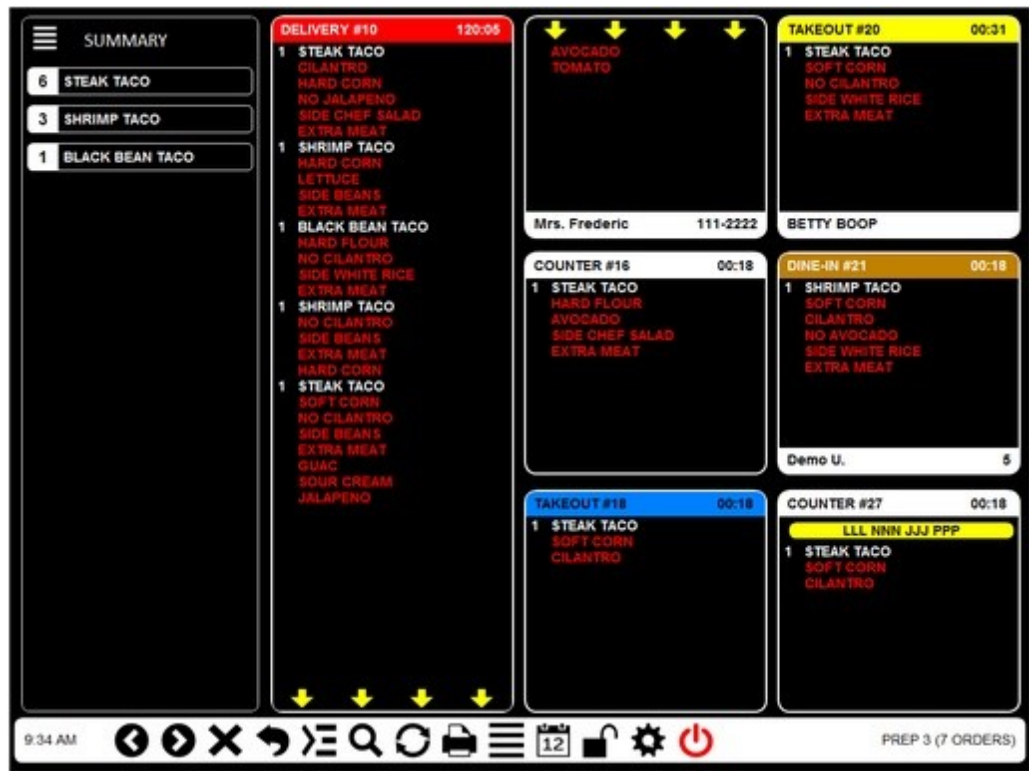 SUMMARY
6 STEAK TACO
3 SHRIMP TACO
1 BLACK BEAN TACO
DELIVERY #10 120:05
1 STEAK TACO
CILANTRO
HARD CORN
NO JALAPENO
SIDE CHEF SALAD
EXTRA MEAT
1 SHRIMP TACO
HARD CORN
LETTUCE
SIDE BEANS
EXTRA MEAT
1 BLACK BEAN TACO
HARD FLOUR
NO CILANTRO
SIDE WHITE RICE
EXTRA MEAT
1 SHRIMP TACO
NO CILANTRO
SIDE BEANS
EXTRA MEAT
HARD CORN
1 STEAK TACO
SOFT CORN
NO CILANTRO
SIDE BEANS
EXTRA MEAT
GUAC
SOUR CREAM
JALAPENO
AVOCADO
TOMATO
Mrs. Frederic 111-2222
COUNTER #16 00:18
1 STEAK TACO
HARD FLOUR
AVOCADO
SIDE CHEF SALAD
EXTRA MEAT
TAKEOUT #18 00:18
1 STEAK TACO
SOFT CORN
CILANTRO
TAKEOUT #20 00:31
1 STEAK TACO
SOFT CORN
NO CILANTRO
SIDE WHITE RICE
EXTRA MEAT
BETTY BOOP
DINE-IN #21 00:18
1 SHRIMP TACO
SOFT CORN
CILANTRO
NO AVOCADO
SIDE WHITE RICE
EXTRA MEAT
Demo U. 5
COUNTER #27 00:18
LLL NNN JJJ PPP
1 STEAK TACO
SOFT CORN
CILANTRO
9:34 AM
12
PREP 3 (7 ORDERS)